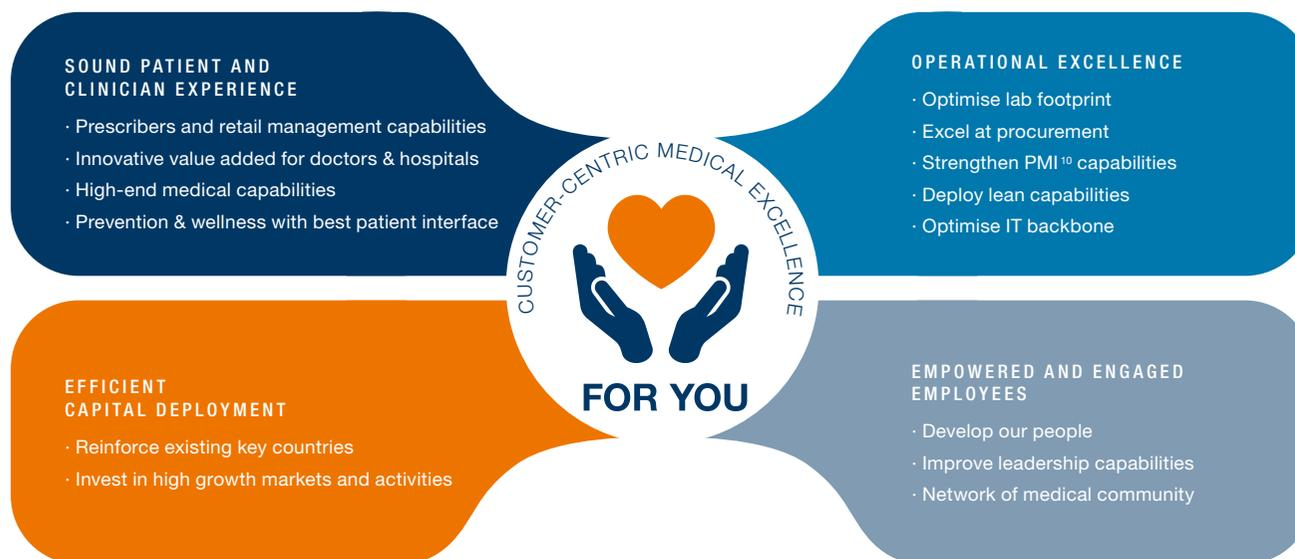 SOUND PATIENT AND
CLINICIAN EXPERIENCE
· Prescribers and retail management capabilities
· Innovative value added for doctors & hospitals
· High-end medical capabilities
· Prevention & wellness with best patient interface
OPERATIONAL EXCELLENCE
· Optimise lab footprint
· Excel at procurement
· Strengthen PMI¹⁰ capabilities
· Deploy lean capabilities
· Optimise IT backbone
CUSTOMER-CENTRIC MEDICAL EXCELLENCE
FOR YOU
EFFICIENT
CAPITAL DEPLOYMENT
· Reinforce existing key countries
· Invest in high growth markets and activities
EMPOWERED AND ENGAGED
EMPLOYEES
· Develop our people
· Improve leadership capabilities
· Network of medical community